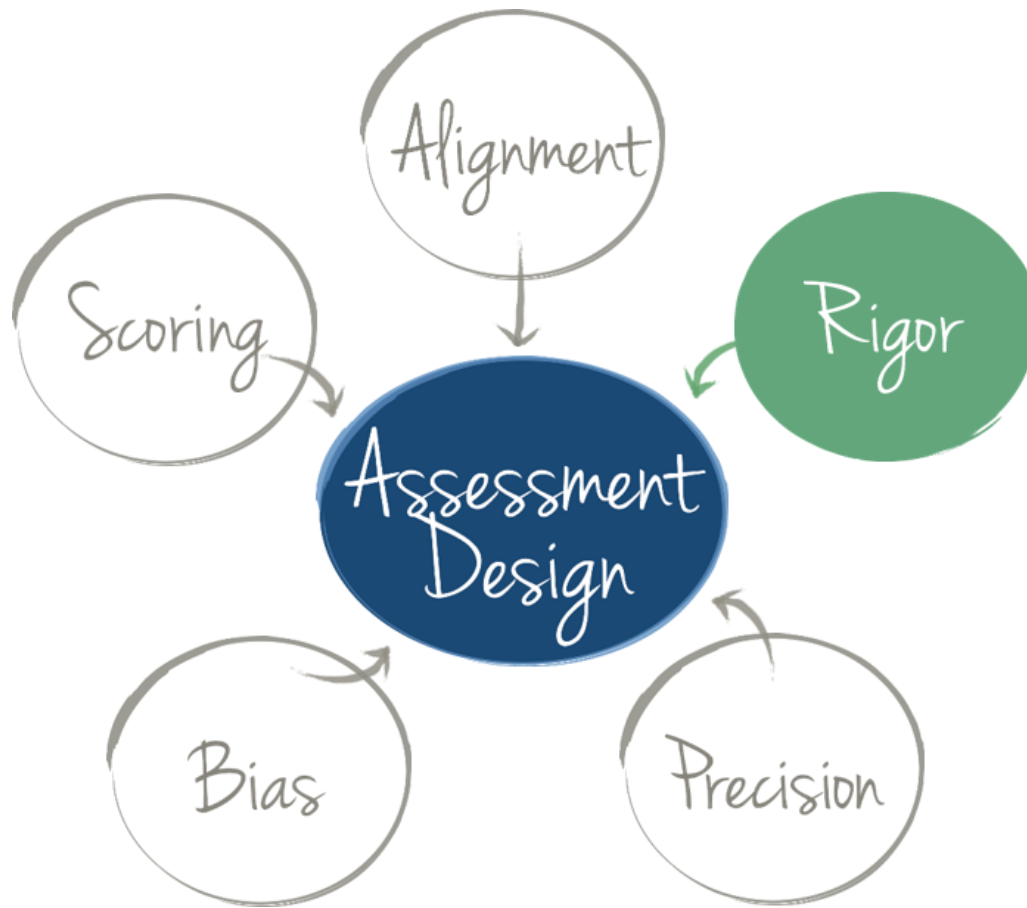 Alignment
Scoring
Rigor
Assessment
Design
Bias
Precision